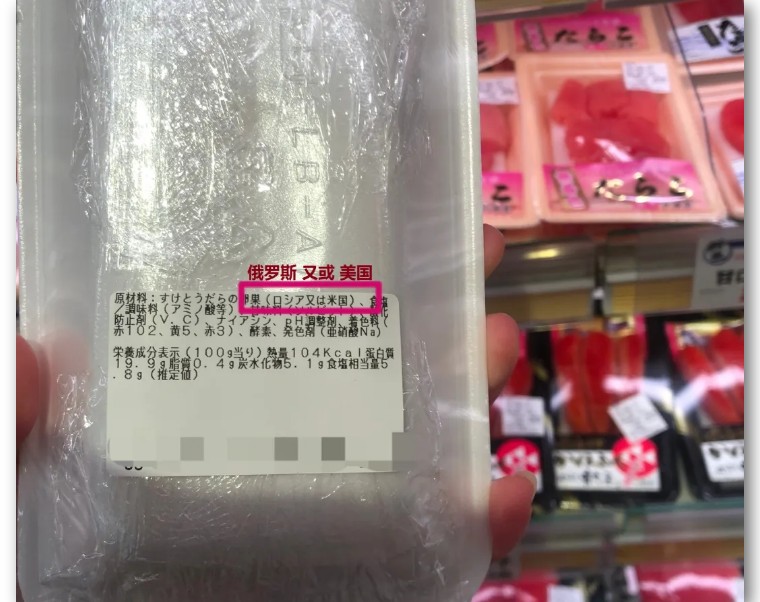 たらこ
LB-A
たらこ
俄罗斯 又或 美国
原材料：すけとうだらの卵巣（ロシア又は米国）、食塩
／調味料（アミノ酸等）
防止剤（V.C）、ナイアシン、pH調整剤、着色料（
赤102、黄5、赤3）、酵素、発色剤（亜硝酸Na）
栄養成分表示（100g当り）熱量104Kcal蛋白質
19.9g脂質0.4g炭水化物5.1g食塩相当量5
.8g（推定値）